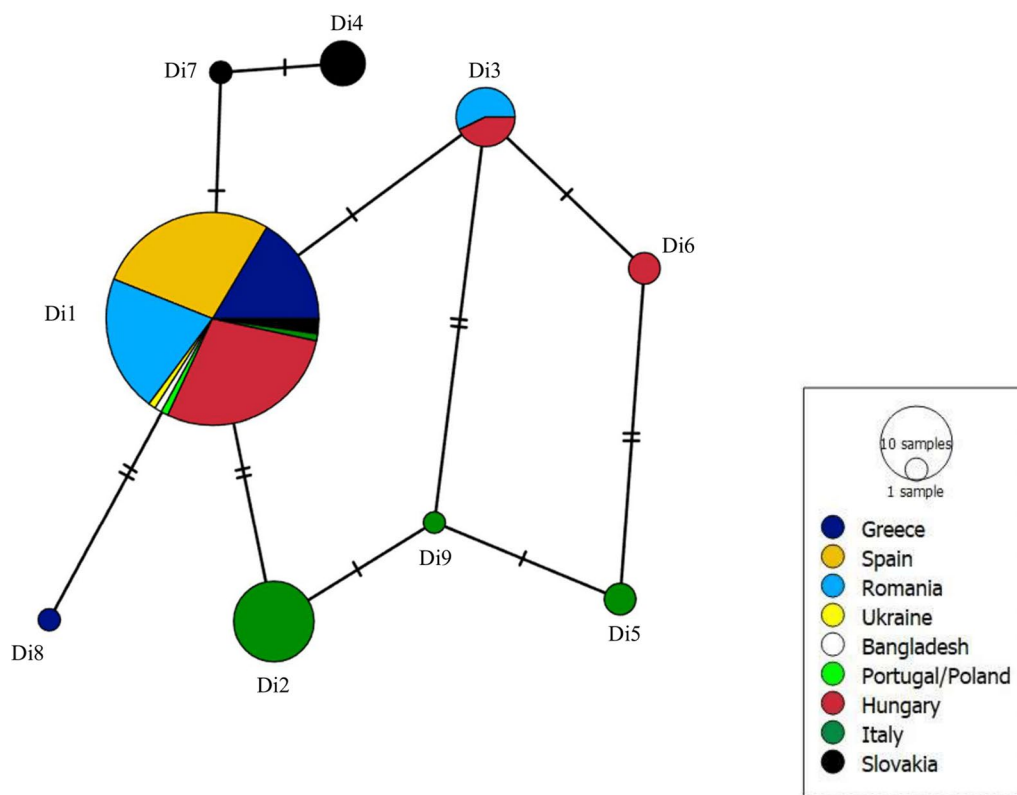 Di4
Di7
Di3
Di6
Di1
Di9
Di5
Di8
Di2
10 samples
1 sample
Greece
Spain
Romania
Ukraine
Bangladesh
Portugal/Poland
Hungary
Italy
Slovakia